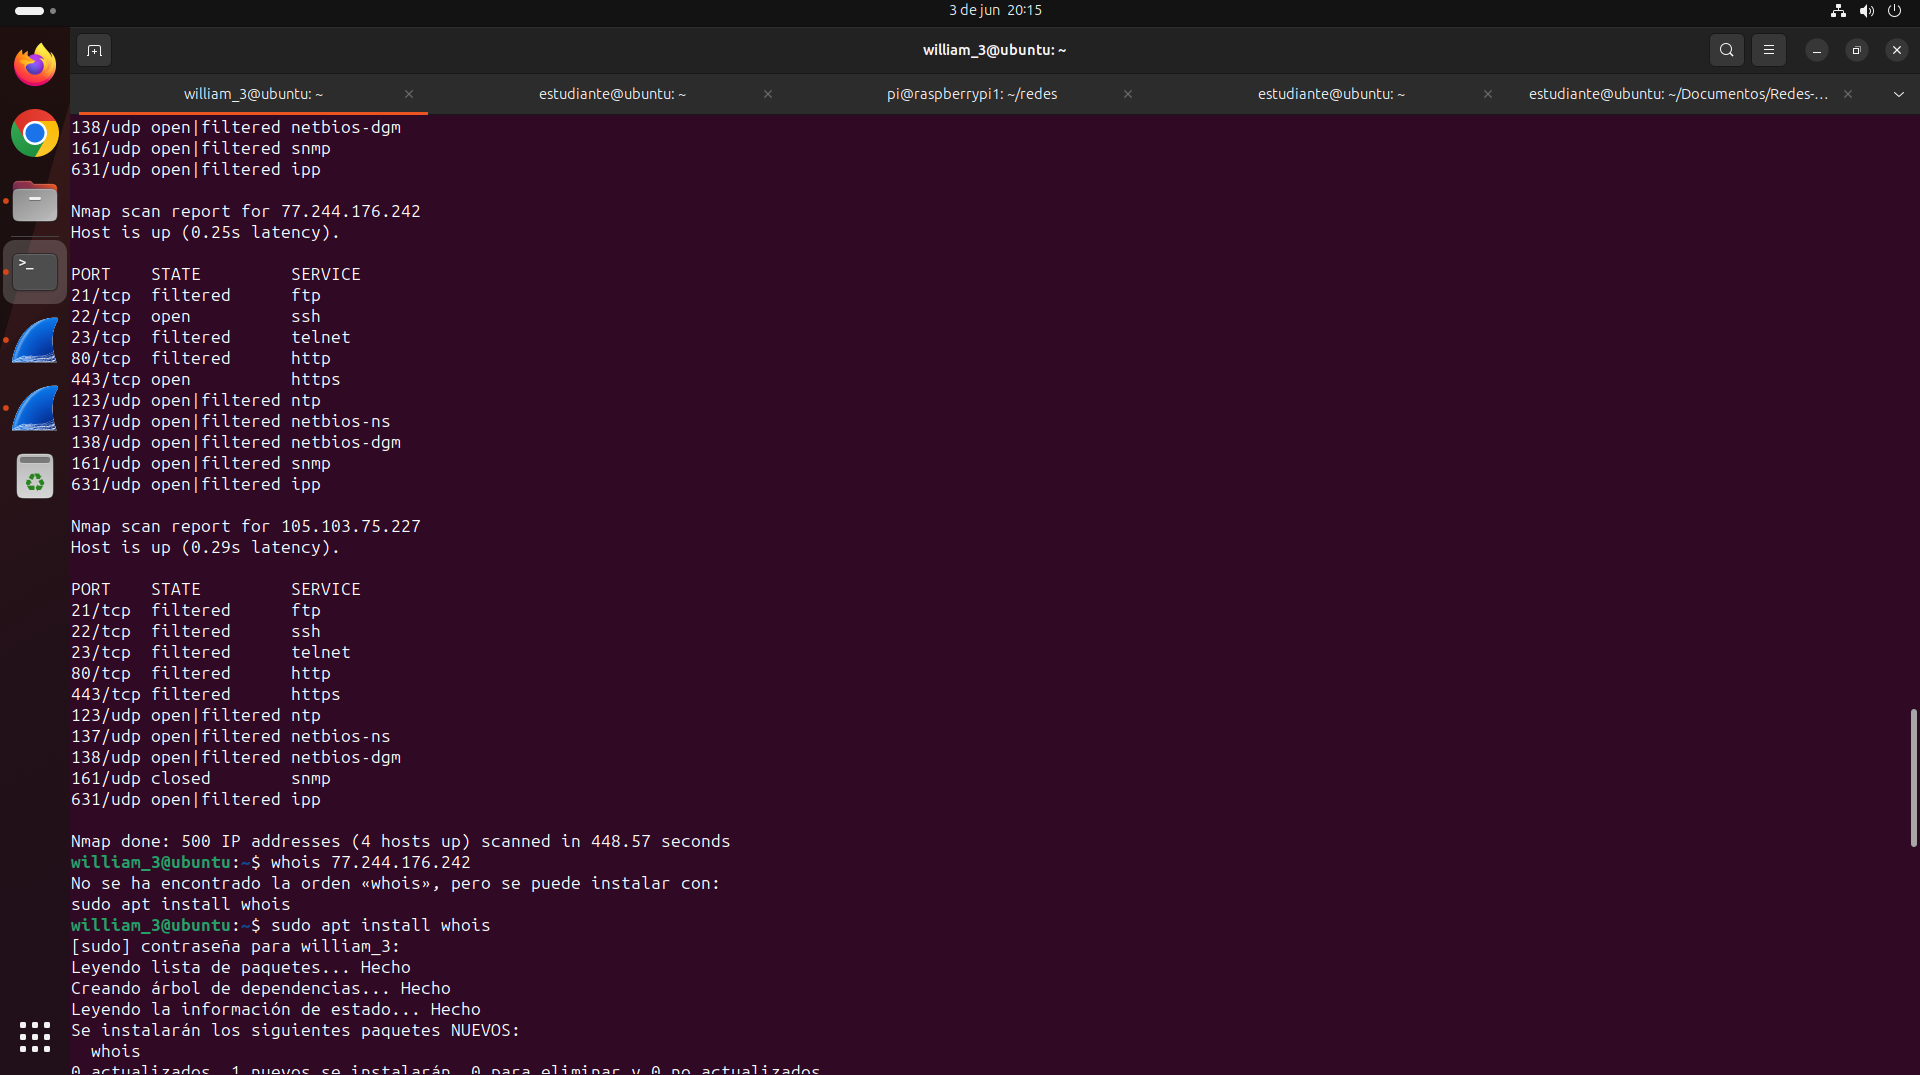 3 de jun 20:15
william_3@ubuntu: ~
william_3@ubuntu: ~
estudiante@ubuntu: ~
pi@raspberrypi1: ~/redes
estudiante@ubuntu: ~
estudiante@ubuntu: ~/Documentos/Redes-...
138/udp open|filtered netbios-dgm
161/udp open|filtered snmp
631/udp open|filtered ipp
Nmap scan report for 77.244.176.242
Host is up (0.25s latency).
PORT    STATE         SERVICE
21/tcp  filtered      ftp
22/tcp  open          ssh
23/tcp  filtered      telnet
80/tcp  filtered      http
443/tcp open          https
123/udp open|filtered ntp
137/udp open|filtered netbios-ns
138/udp open|filtered netbios-dgm
161/udp open|filtered snmp
631/udp open|filtered ipp
Nmap scan report for 105.103.75.227
Host is up (0.29s latency).
PORT    STATE         SERVICE
21/tcp  filtered      ftp
22/tcp  filtered      ssh
23/tcp  filtered      telnet
80/tcp  filtered      http
443/tcp filtered      https
123/udp open|filtered ntp
137/udp open|filtered netbios-ns
138/udp open|filtered netbios-dgm
161/udp closed        snmp
631/udp open|filtered ipp
Nmap done: 500 IP addresses (4 hosts up) scanned in 448.57 seconds
william_3@ubuntu:~$ whois 77.244.176.242
No se ha encontrado la orden «whois», pero se puede instalar con:
sudo apt install whois
william_3@ubuntu:~$ sudo apt install whois
[sudo] contraseña para william_3:
Leyendo lista de paquetes... Hecho
Creando árbol de dependencias... Hecho
Leyendo la información de estado... Hecho
Se instalarán los siguientes paquetes NUEVOS:
  whois
0 actualizados, 1 nuevos se instalarán, 0 para eliminar y 0 no actualizados.